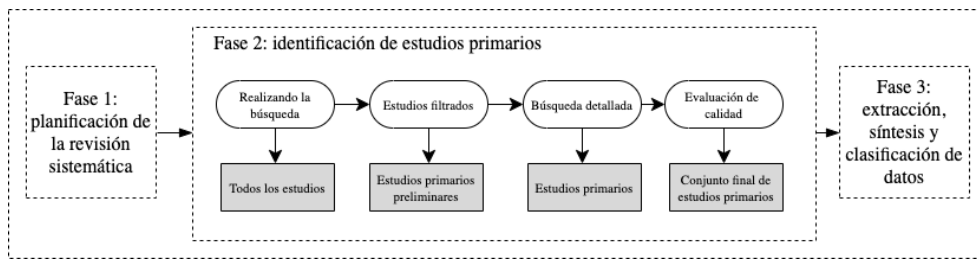 Fase 1:
planificación de
la revisión
sistemática
Fase 2: identificación de estudios primarios
Realizando la
búsqueda
Estudios filtrados
Búsqueda detallada
Evaluación de
calidad
Todos los estudios
Estudios primarios
preliminares
Estudios primarios
Conjunto final de
estudios primarios
Fase 3:
extracción,
síntesis y
clasificación de
datos